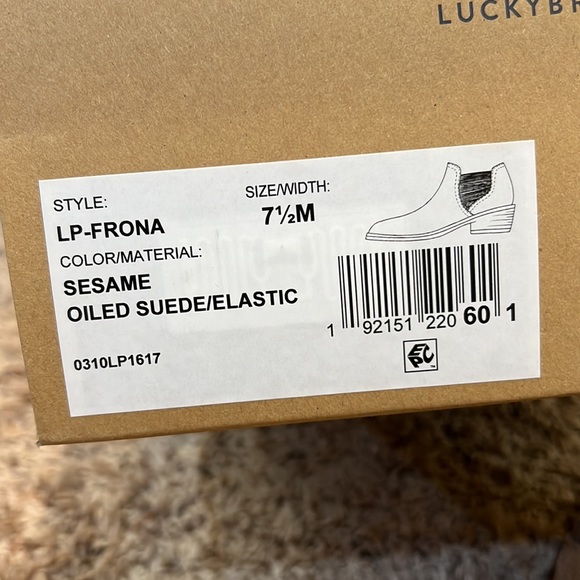 LUCKYBR
STYLE:
SIZE/WIDTH:
LP-FRONA
7½M
COLOR/MATERIAL:
SESAME
OILED SUEDE/ELASTIC
0310LP1617
1 92151 220 60 1
EPC